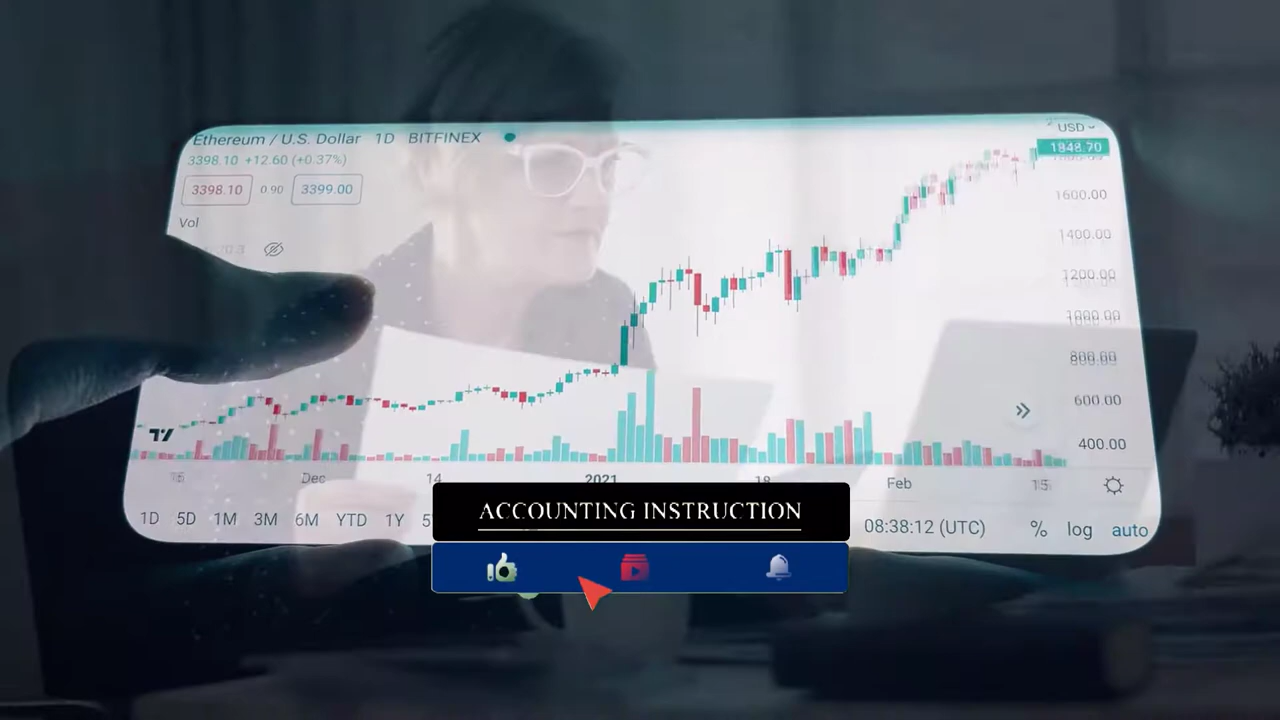 Ethereum / U.S. Dollar 1D BITFINEX
3398.10 +12.60 (+0.37%)
3398.10 0.90 3399.00
Vol
USD
1848.70
1600.00
1400.00
1200.00
1000.00
800.00
600.00
400.00
Dec 14 2021 18 Feb 15
1D 5D 1M 3M 6M YTD 1Y 5
08:38:12 (UTC) % log auto
ACCOUNTING INSTRUCTION